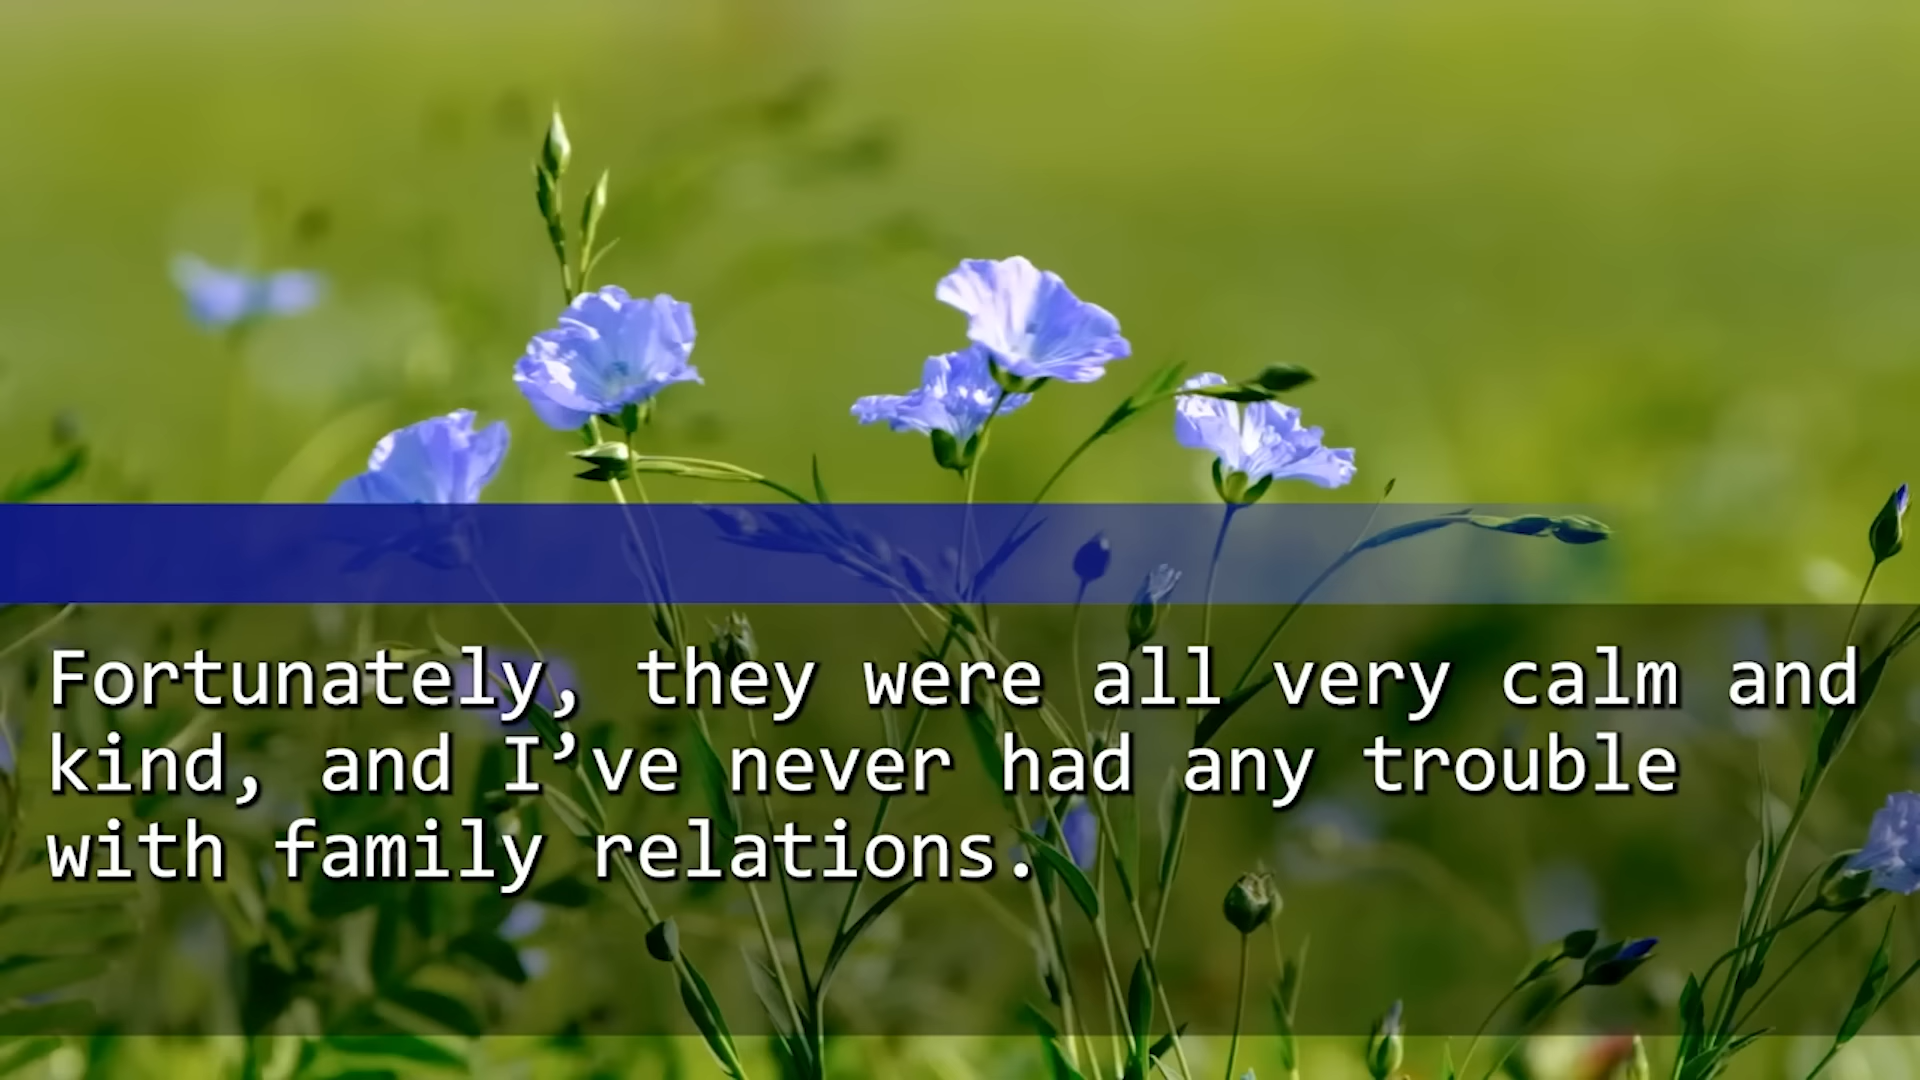 Fortunately, they were all very calm and
kind, and I’ve never had any trouble
with family relations.